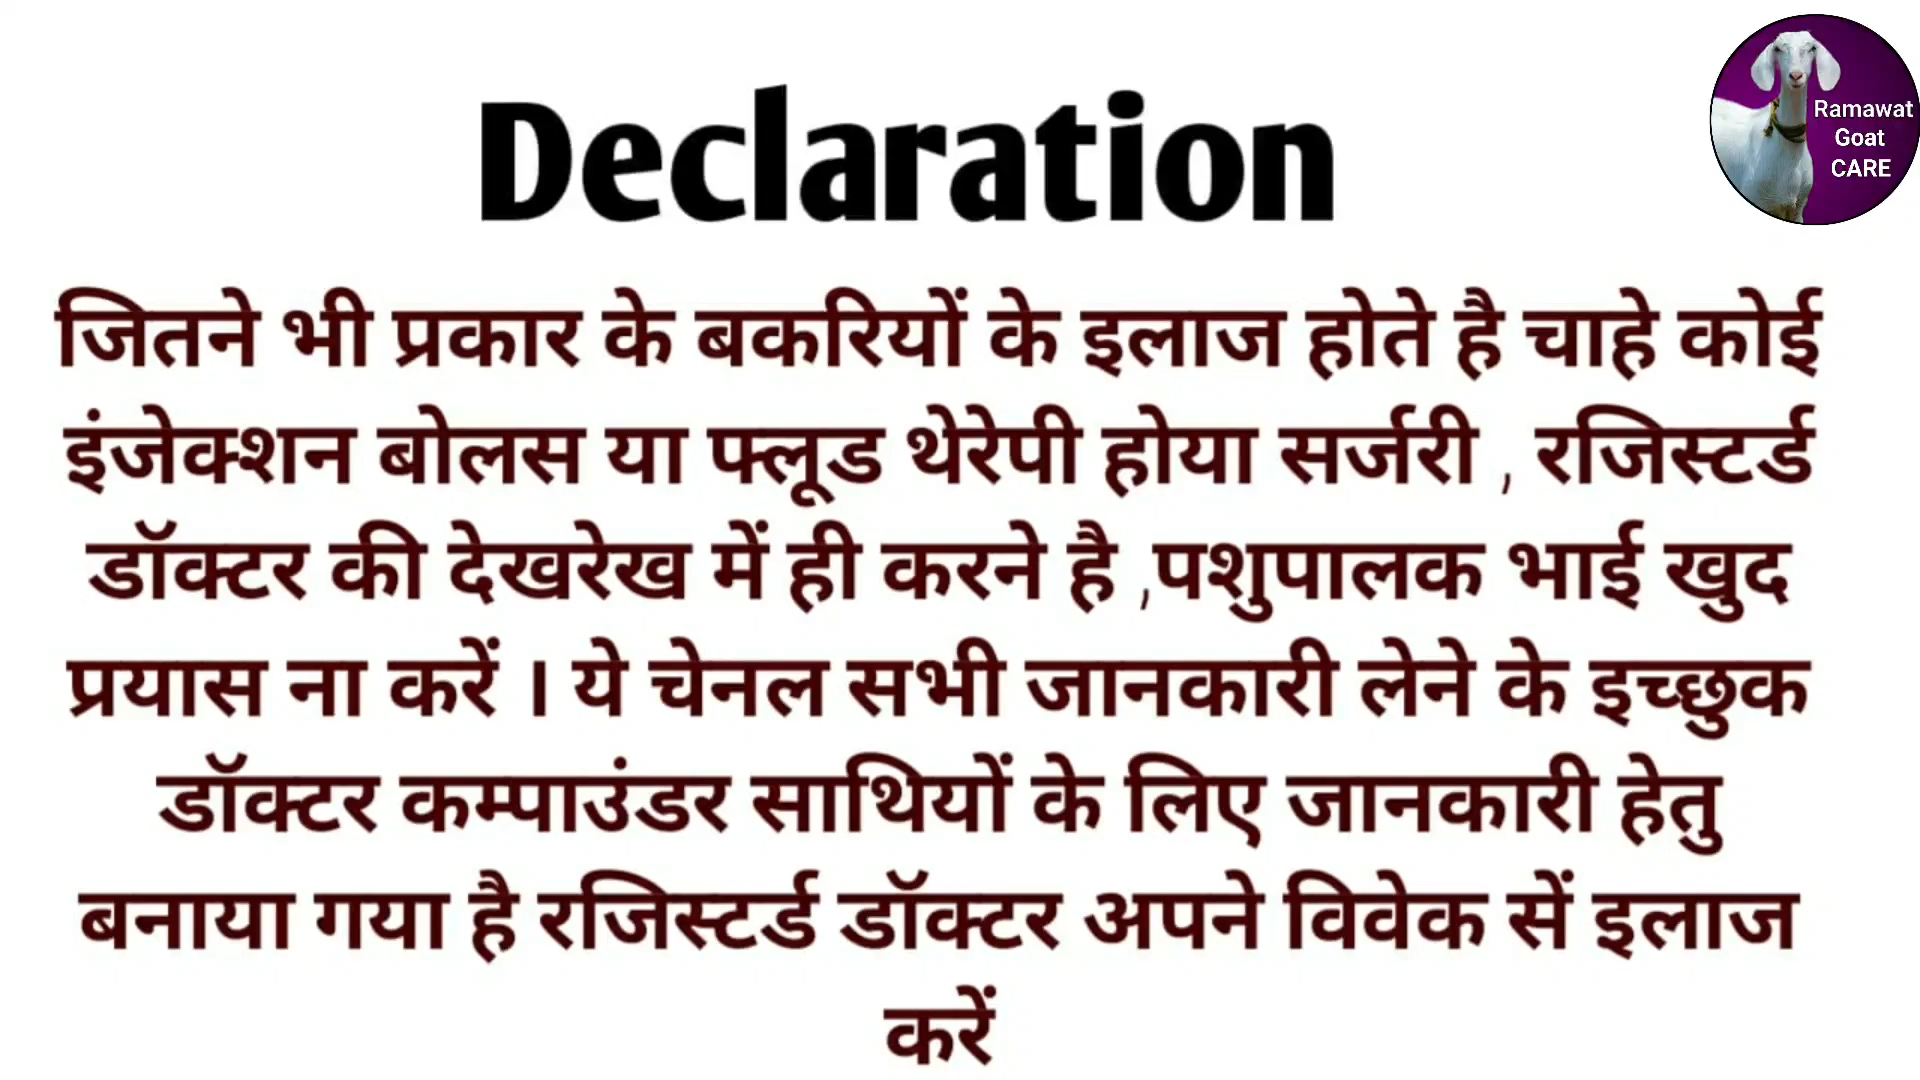 Ramawat
Goat
CARE
Declaration
जितने भी प्रकार के बकरियों के इलाज होते है चाहे कोई
इंजेक्शन बोलस या फ्लूड थेरेपी होया सर्जरी , रजिस्टर्ड
डॉक्टर की देखरेख में ही करने है ,पशुपालक भाई खुद
प्रयास ना करें । ये चेनल सभी जानकारी लेने के इच्छुक
डॉक्टर कम्पाउंडर साथियों के लिए जानकारी हेतु
बनाया गया है रजिस्टर्ड डॉक्टर अपने विवेक सें इलाज
करें